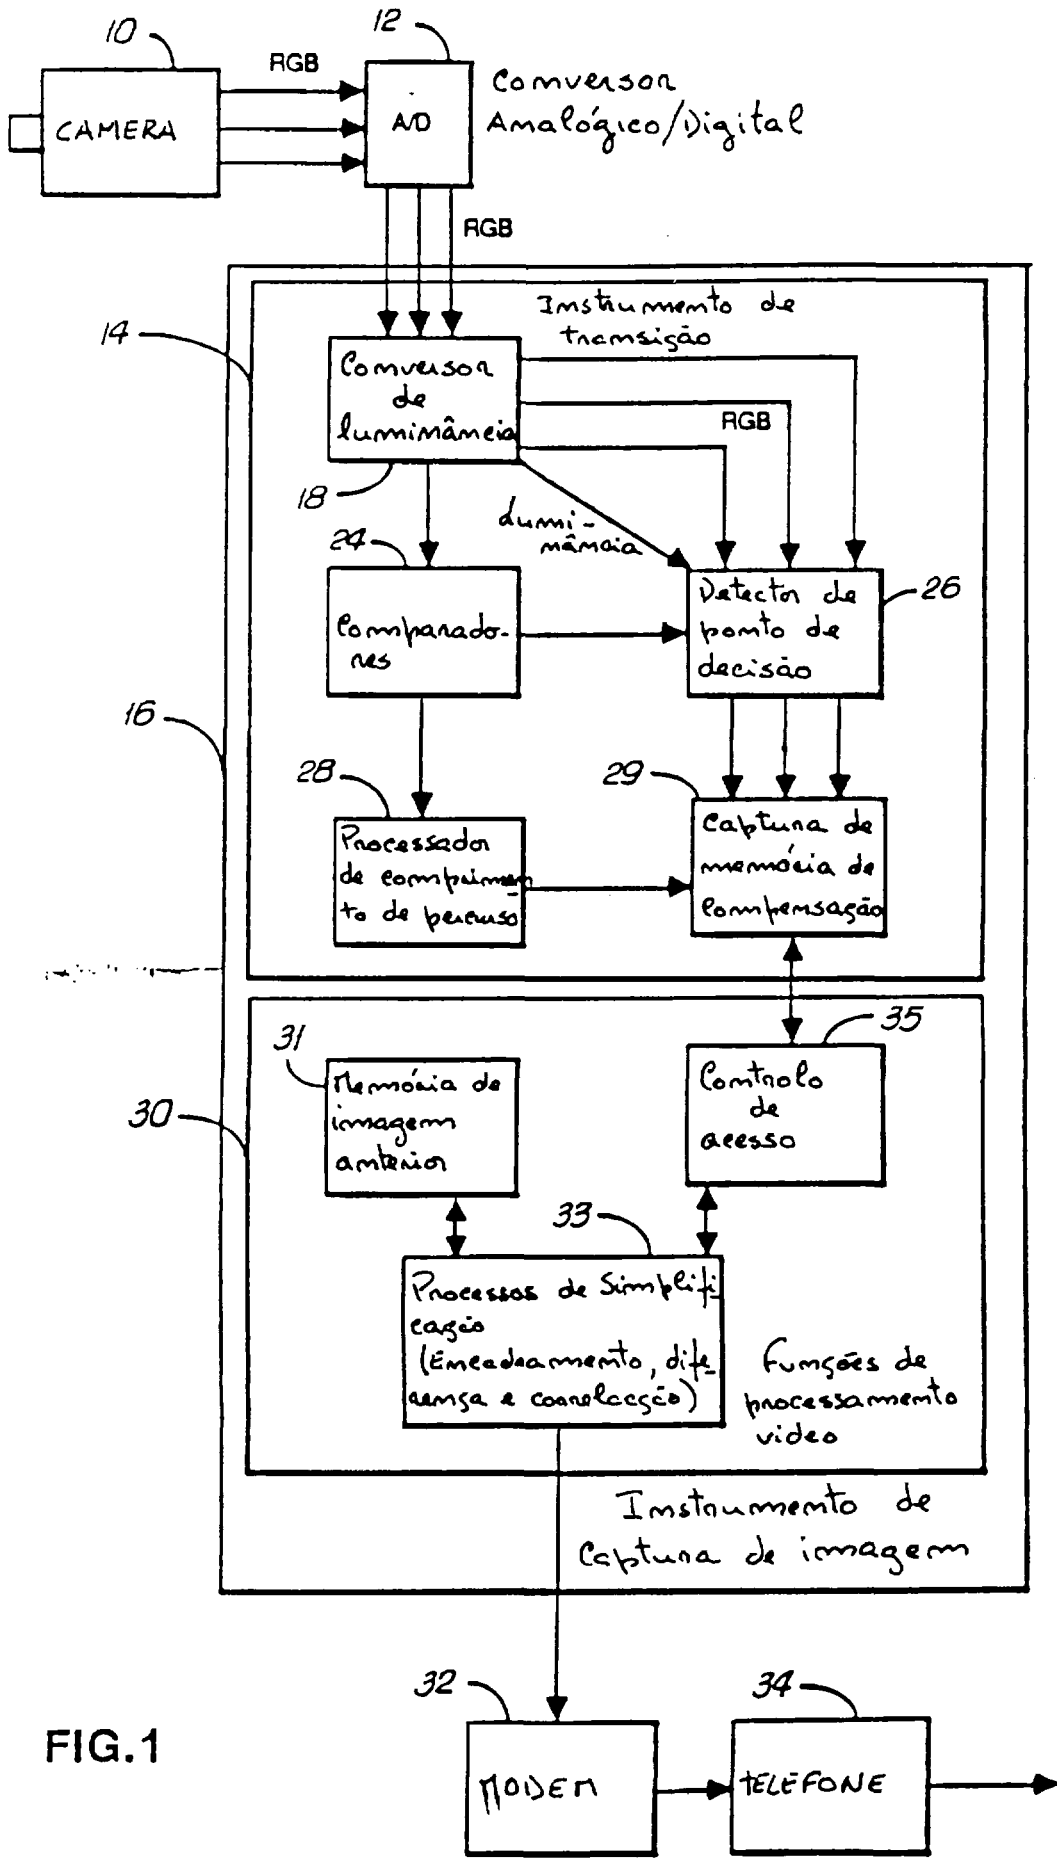 10
12
RGB
CAMERA
A/D
Conversor
Analógico/Digital
RGB
14
Instrumento de
transição
Conversor
de
luminância
RGB
18
Lumi-
nância
24
Comparado-
res
Detector de
ponto de
decisão
26
16
28
29
Processador
de comprimen
to de percurso
Captura de
memória de
compensação
31
35
Memória de
imagem
anterior
Controlo
de
acesso
30
33
Processos de Simplifi
cação
(Encadeamento, dife
rença e correlacção)
Funções de
processamento
video
Instrumento de
Captura de imagem
32
34
MODEM
TELEFONE
FIG.1